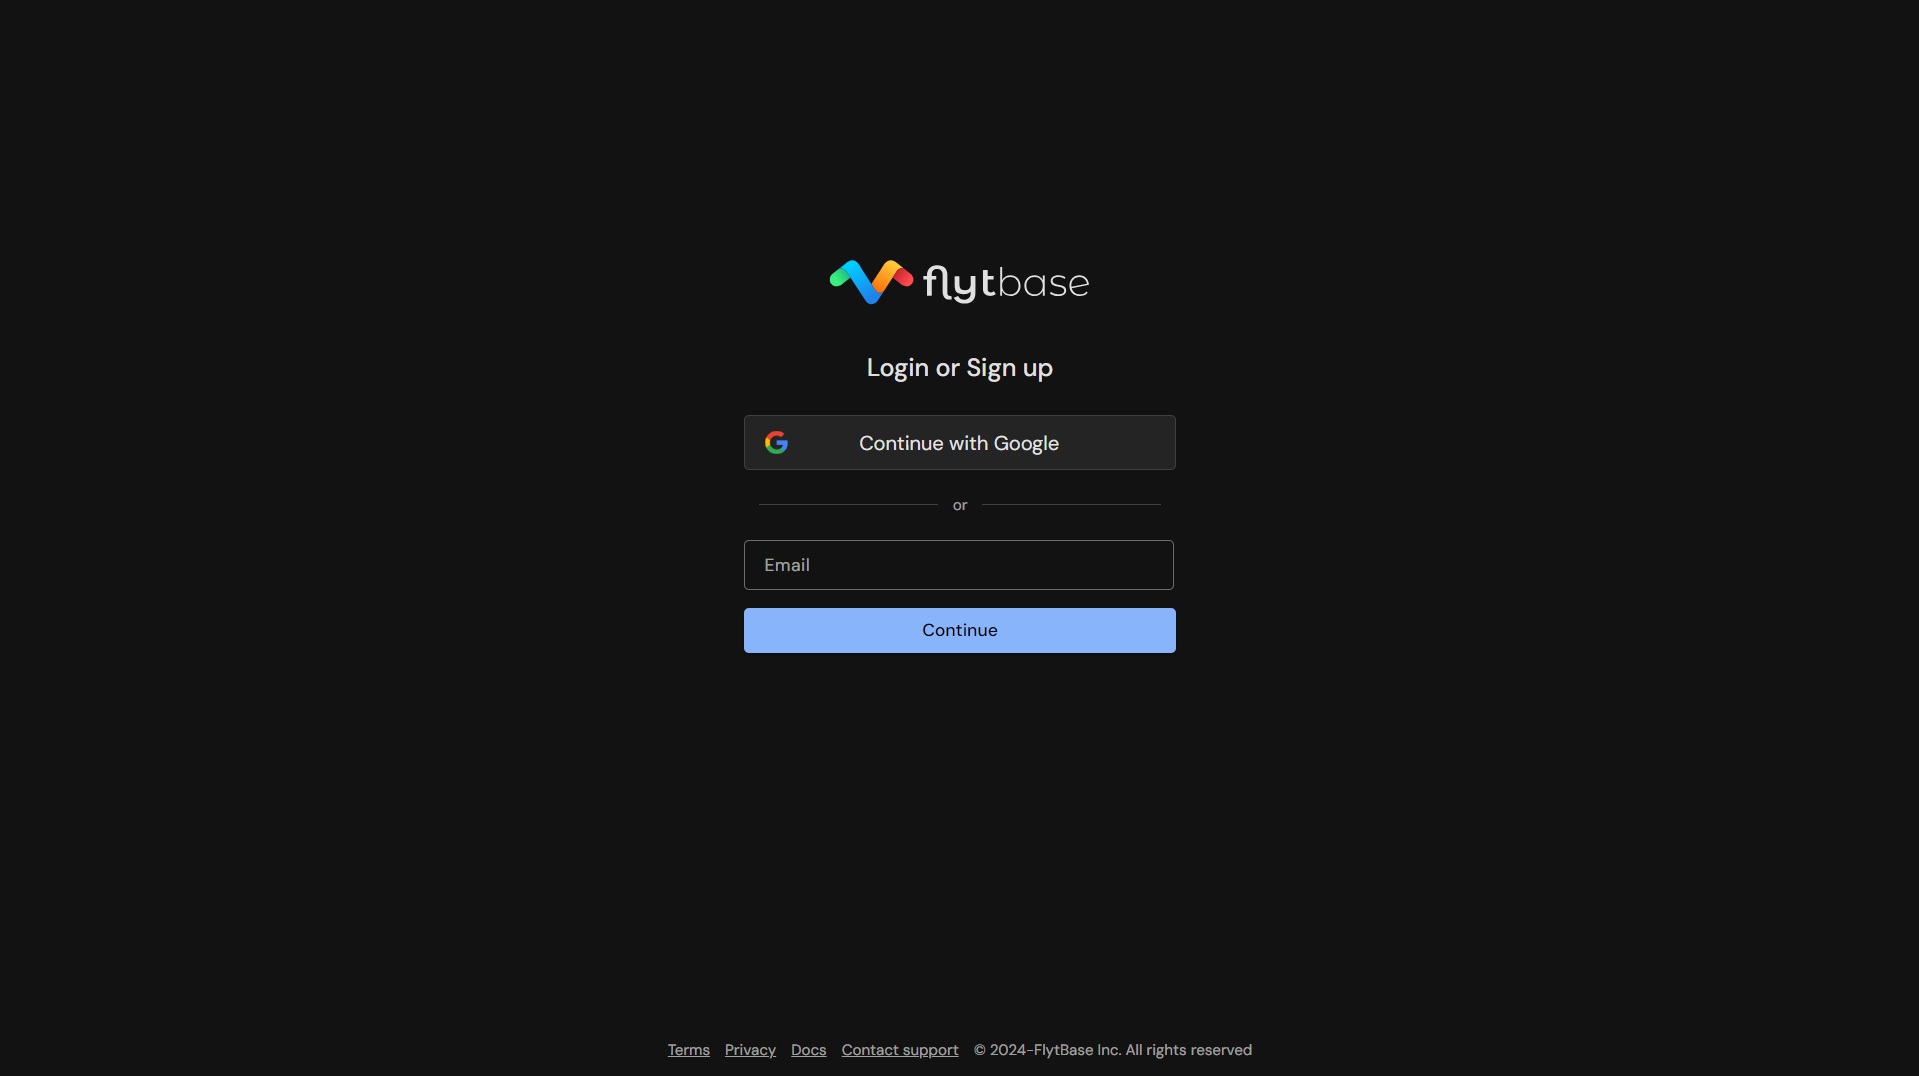 flytbase
Login or Sign up
Continue with Google
or
Email
Continue
Terms Privacy Docs Contact support © 2024-FlytBase Inc. All rights reserved